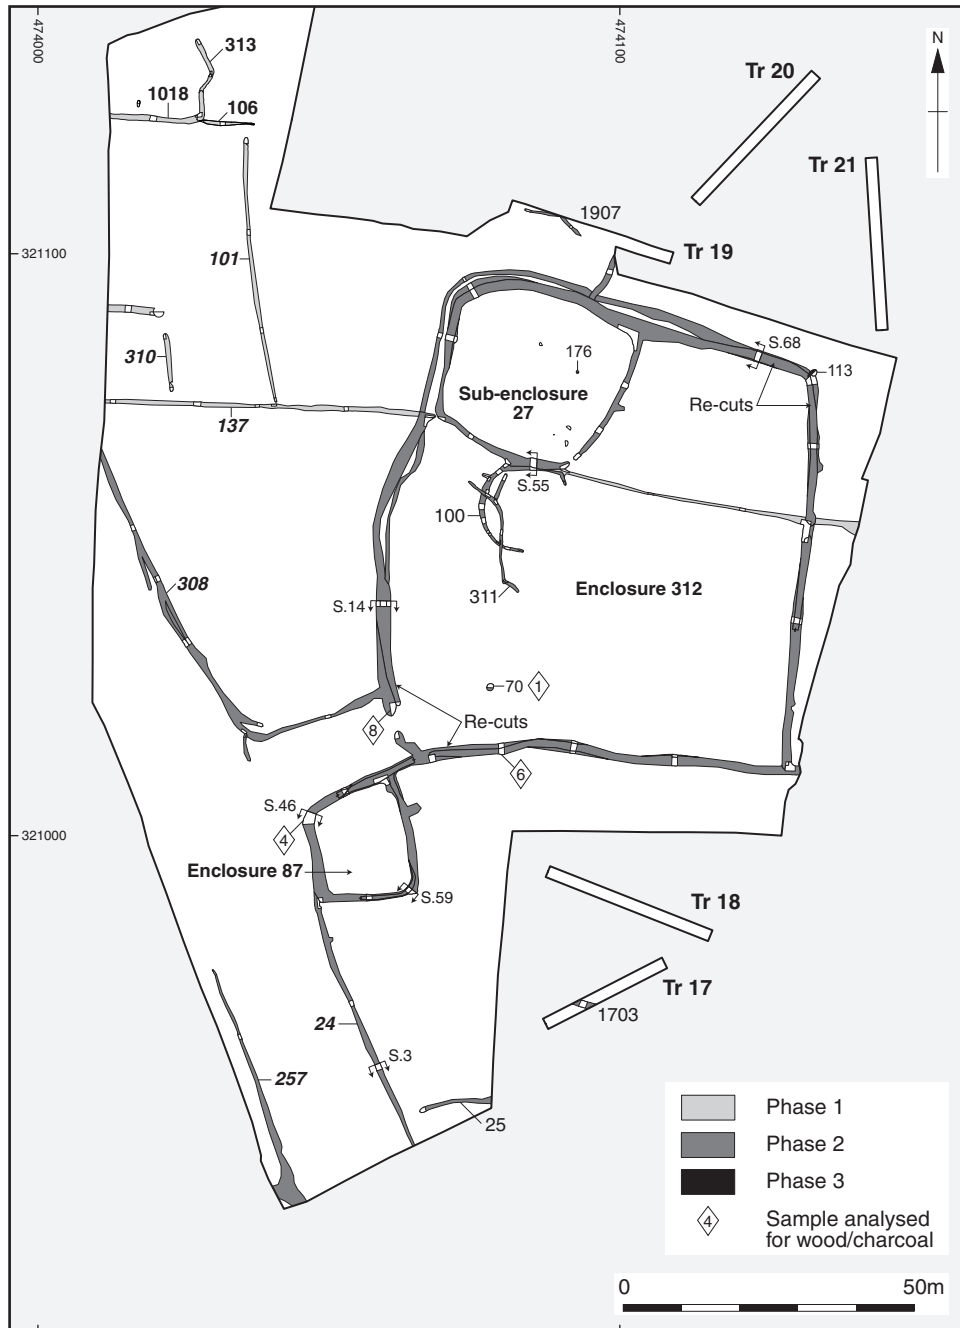 474000
474100
N
313
Tr 20
1018
106
Tr 21
1907
321100
101
Tr 19
S.68
310
176
113
Sub-enclosure
27
Re-cuts
137
S.55
100
308
Enclosure 312
311
S.14
70
1
8
Re-cuts
6
S.46
4
321000
Enclosure 87
S.59
Tr 18
Tr 17
1703
24
S.3
257
25
Phase 1
Phase 2
Phase 3
4
Sample analysed
for wood/charcoal
0
50m